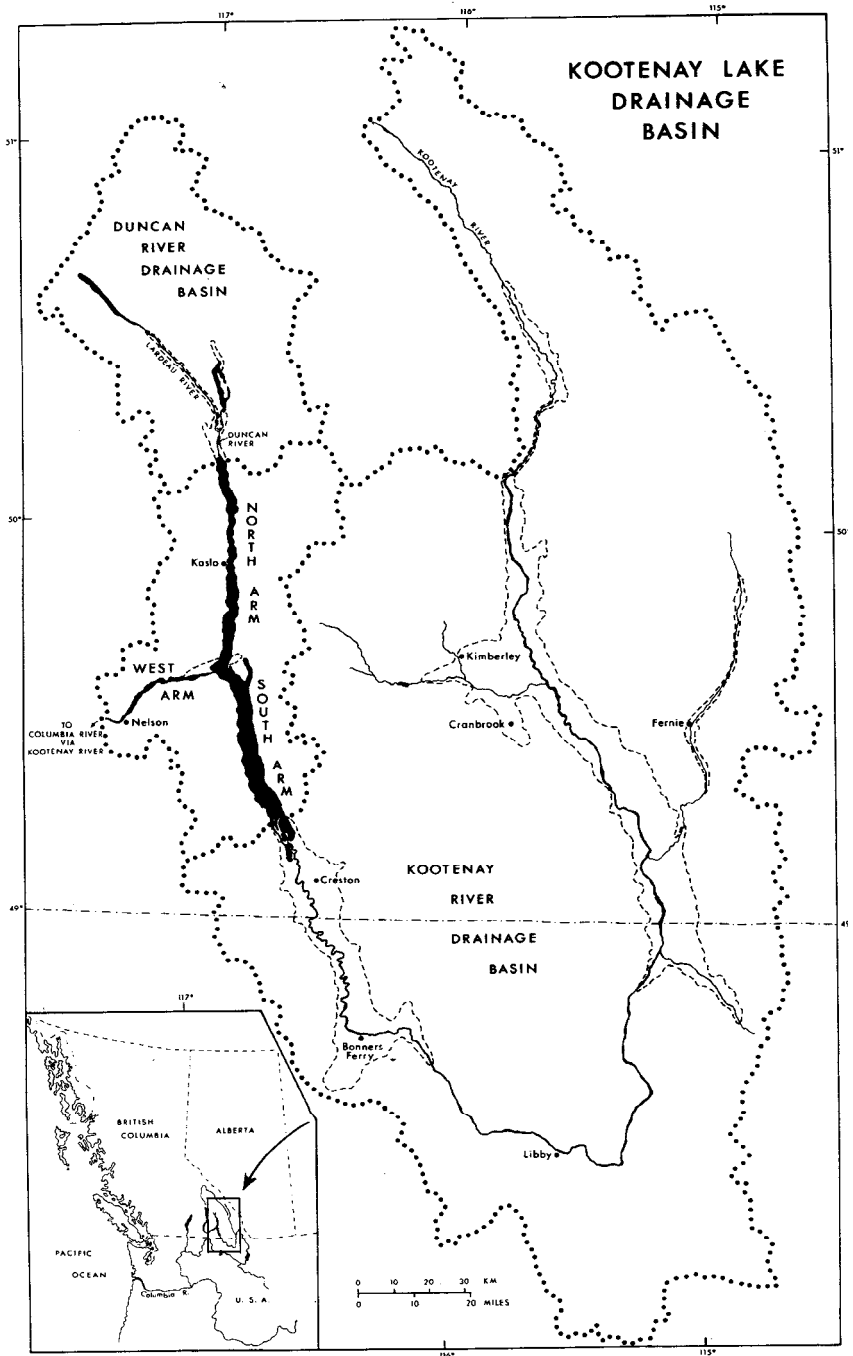 117°
116°
115°
KOOTENAY LAKE
DRAINAGE
BASIN
51°
51°
KOOTENAY
RIVER
DUNCAN
RIVER
DRAINAGE
BASIN
LARDEAU RIVER
DUNCAN
RIVER
NORTH ARM
50°
50°
Kaslo
WEST
ARM
SOUTH ARM
Kimberley
Cranbrook
Fernie
Nelson
TO
COLUMBIA RIVER
VIA
KOOTENAY RIVER
KOOTENAY
RIVER
DRAINAGE
BASIN
Creston
49°
49
Bonners
Ferry
Libby
117°
BRITISH
COLUMBIA
ALBERTA
PACIFIC
OCEAN
Columbia R.
U. S. A.
0 10 20 30 KM
0 10 20 MILES
116°
115°